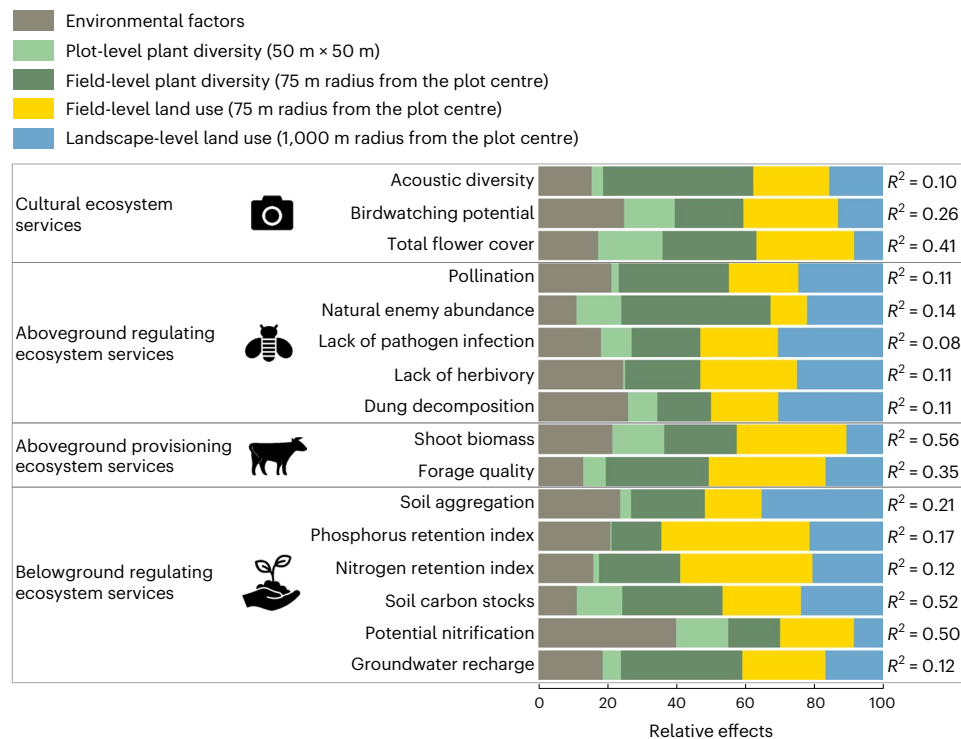 Environmental factors
Plot-level plant diversity (50 m × 50 m)
Field-level plant diversity (75 m radius from the plot centre)
Field-level land use (75 m radius from the plot centre)
Landscape-level land use (1,000 m radius from the plot centre)
Cultural ecosystem
services
Acoustic diversity R² = 0.10
Birdwatching potential R² = 0.26
Total flower cover R² = 0.41
Aboveground regulating
ecosystem services
Pollination R² = 0.11
Natural enemy abundance R² = 0.14
Lack of pathogen infection R² = 0.08
Lack of herbivory R² = 0.11
Dung decomposition R² = 0.11
Aboveground provisioning
ecosystem services
Shoot biomass R² = 0.56
Forage quality R² = 0.35
Belowground regulating
ecosystem services
Soil aggregation R² = 0.21
Phosphorus retention index R² = 0.17
Nitrogen retention index R² = 0.12
Soil carbon stocks R² = 0.52
Potential nitrification R² = 0.50
Groundwater recharge R² = 0.12
0 20 40 60 80 100
Relative effects